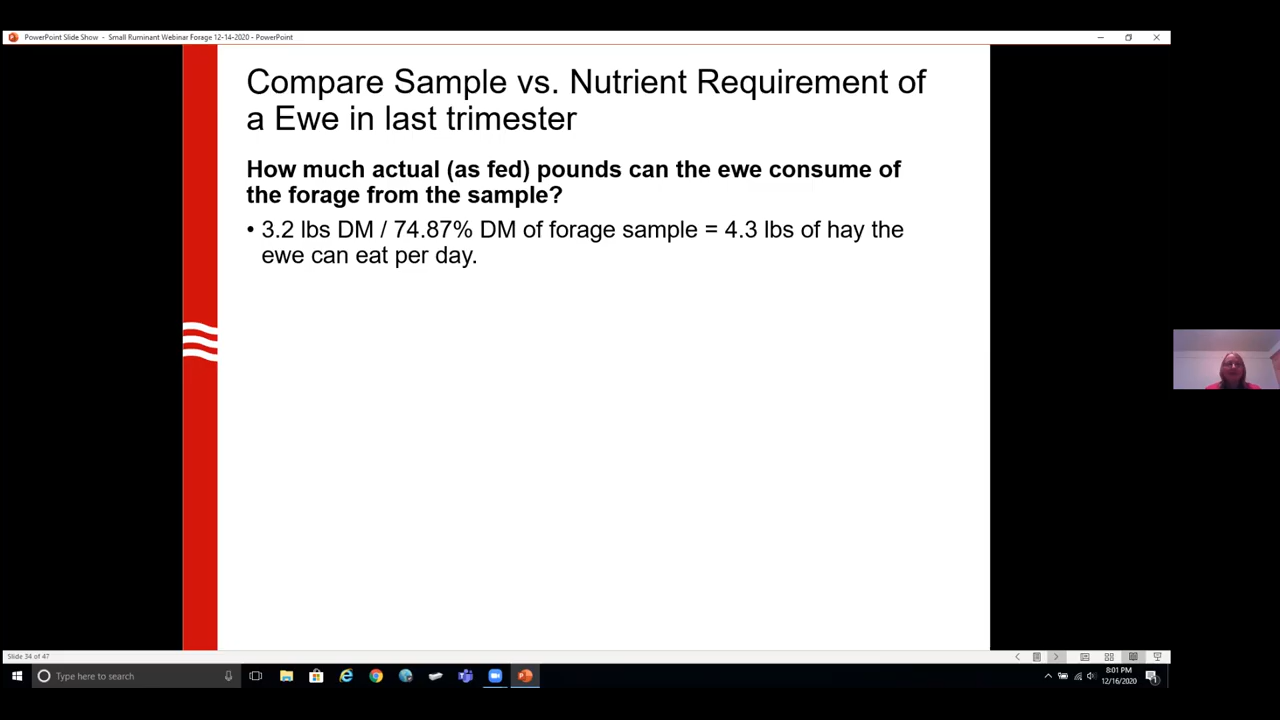 PowerPoint Slide Show - Small Ruminant Webinar Forage 12-14-2020 - PowerPoint
Compare Sample vs. Nutrient Requirement of
a Ewe in last trimester
How much actual (as fed) pounds can the ewe consume of
the forage from the sample?
• 3.2 lbs DM / 74.87% DM of forage sample = 4.3 lbs of hay the
ewe can eat per day.
Slide 34 of 47
Type here to search
8:01 PM
12/16/2020